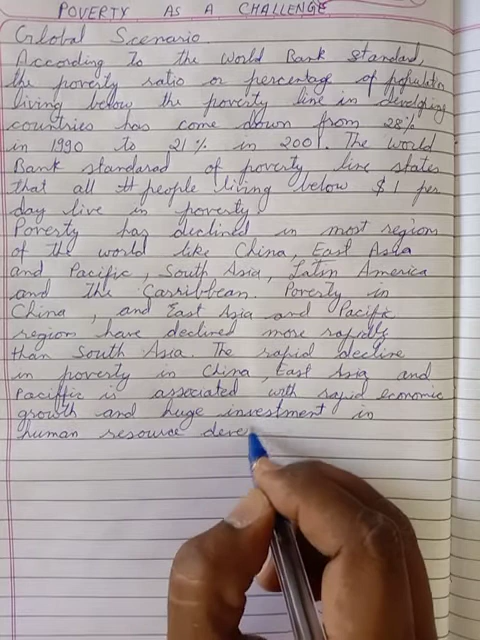 POVERTY AS A CHALLENGE
Global Scenario
According To the World Bank standard,
the poverty ratio or percentage of population
living below the poverty line in developing
countries has come down from 28%
in 1990 to 21% in 2001. The world
Bank standarad of poverty line states
that all people living below $1 per
day live in poverty.
Poverty has declined in most regions
of the world like China, East Asia
and Pacific, South Asia, Latin America
and the Carribbean. Poverty in
China, and East Asia and Pacific
region have declined more rapidly
than South Asia. The rapid decline
in poverty in China, East Asia and
Paciffic is associated with rapid economic
growth and huge investment in
human resource deve